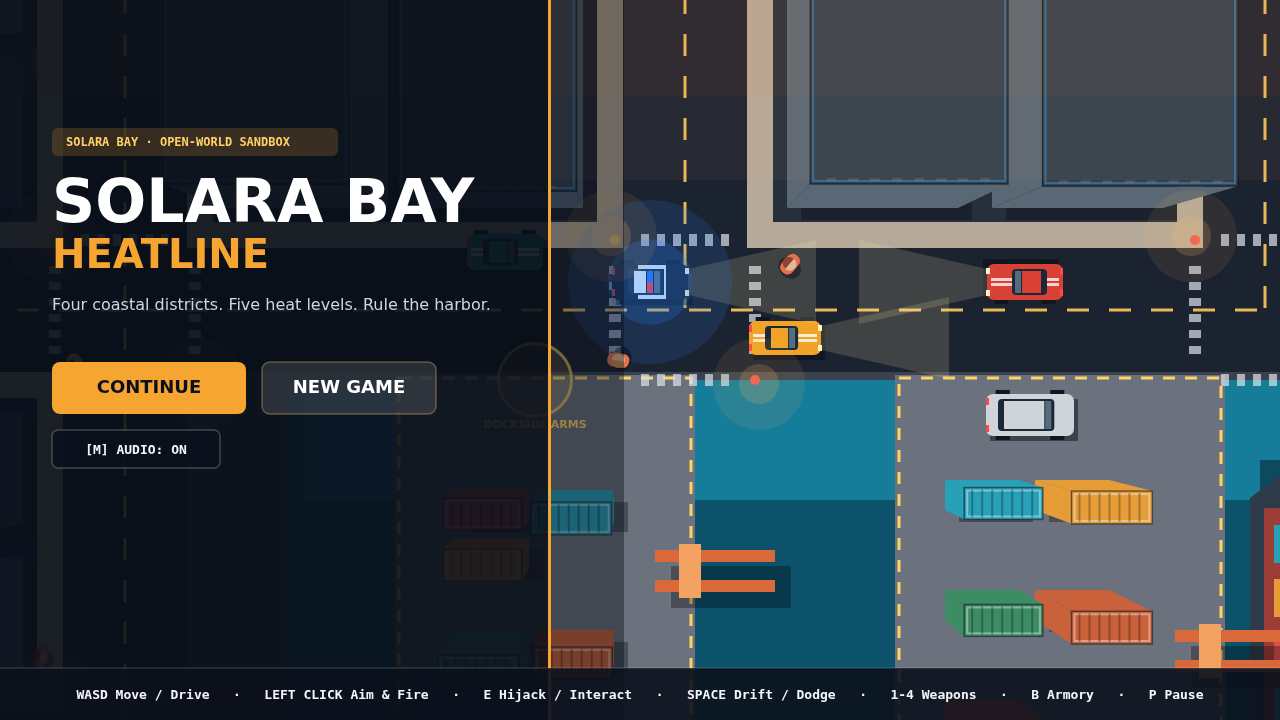 SOLARA BAY · OPEN-WORLD SANDBOX
SOLARA BAY
HEATLINE
Four coastal districts. Five heat levels. Rule the harbor.
CONTINUE
NEW GAME
DOCKSIDE ARMS
[M] AUDIO: ON
WASD Move / Drive · LEFT CLICK Aim & Fire · E Hijack / Interact · SPACE Drift / Dodge · 1-4 Weapons · B Armory · P Pause